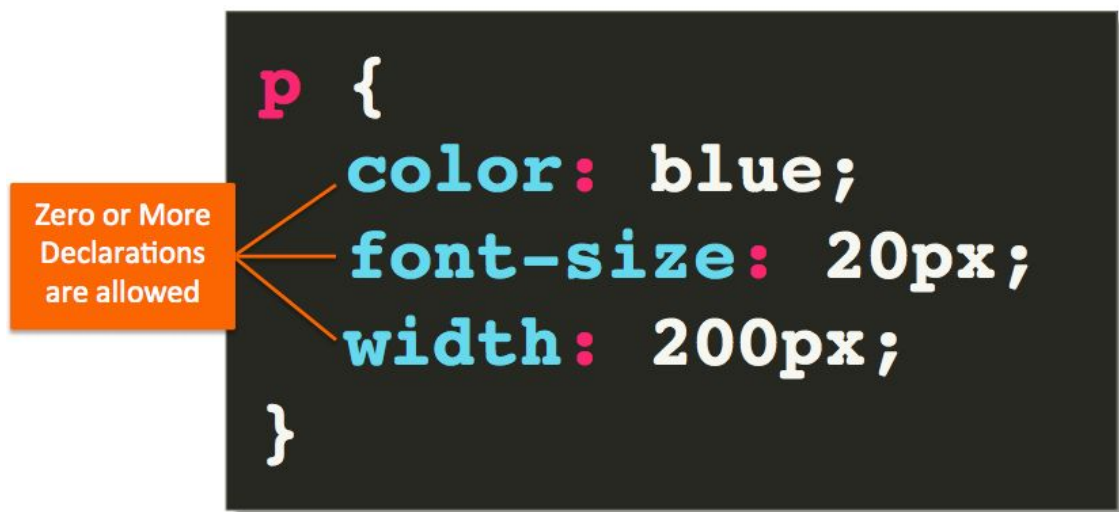 p {
color: blue;
font-size: 20px;
width: 200px;
}
Zero or More
Declarations
are allowed